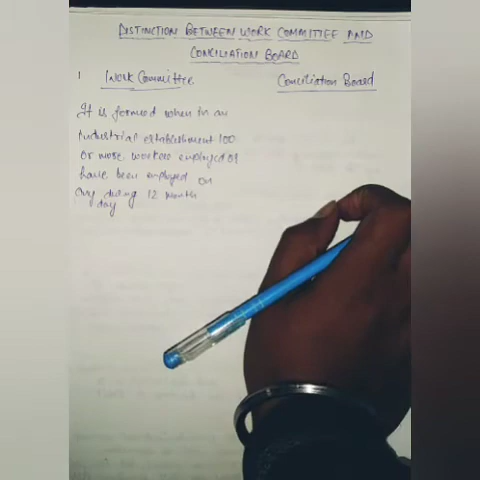 DISTINCTION BETWEEN WORK COMMITTEE AND
CONCILIATION BOARD
1 Work Committee Conciliation Board
It is formed when in an
Industrial establishment 100
or more workers employed or
have been employed on
any during 12 month
day